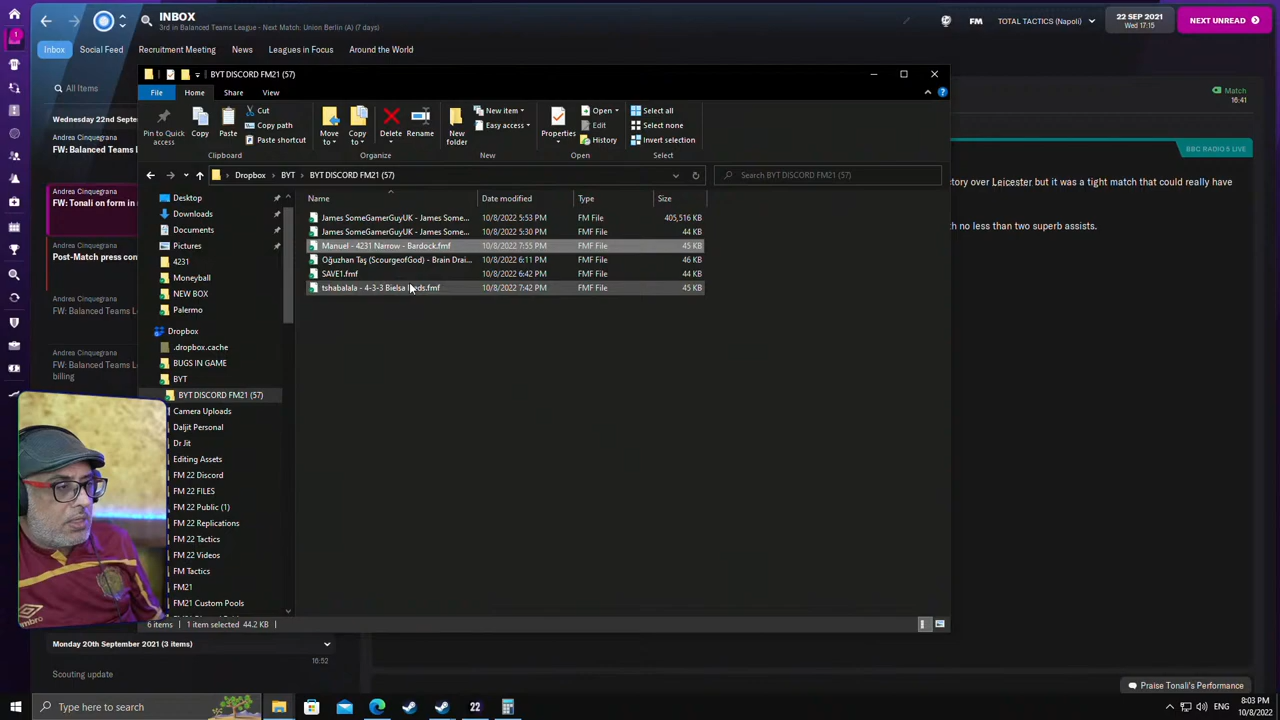 INBOX
3rd in Balanced Teams League - Next Match: Union Berlin (A) (7 days)
FM
TOTAL TACTICS (Napoli)
22 SEP 2021
Wed 17:15
NEXT UNREAD
1
Inbox
Social Feed
Recruitment Meeting
News
Leagues in Focus
Around the World
All Items
Wednesday 22nd Sep
Andrea Cinquegrana
FW: Balanced Teams L
Andrea Cinquegrana
FW: Tonali on form in
Post-Match press con
Andrea Cinquegrana
FW: Balanced Teams
Andrea Cinquegrana
FW: Balanced Teams L
billing
Monday 20th September 2021 (3 items)
16:52
Scouting update
Match
16:41
BBC RADIO 5 LIVE
ctory over Leicester but it was a tight match that could really have
h no less than two superb assists.
Praise Tonali's Performance
BYT DISCORD FM21 (57)
File
Home
Share
View
Pin to Quick access
Copy
Paste
Cut
Copy path
Paste shortcut
Clipboard
Move to
Copy to
Delete
Rename
Organize
New folder
New item
Easy access
New
Properties
Open
Edit
History
Open
Select all
Select none
Invert selection
Select
Dropbox
BYT
BYT DISCORD FM21 (57)
Search BYT DISCORD FM21 (57)
Desktop
Downloads
Documents
Pictures
4231
Moneyball
NEW BOX
Palermo
Dropbox
.dropbox.cache
BUGS IN GAME
BYT
BYT DISCORD FM21 (57)
Camera Uploads
Daljit Personal
Dr Jit
Editing Assets
FM 22 Discord
FM 22 FILES
FM 22 Public (1)
FM 22 Replications
FM 22 Tactics
FM 22 Videos
FM Tactics
FM21
FM21 Custom Pools
Name Date modified Type Size
James SomeGamerGuyUK - James Some... 10/8/2022 5:53 PM FM File 405,516 KB
James SomeGamerGuyUK - James Some... 10/8/2022 5:30 PM FMF File 44 KB
Manuel - 4231 Narrow - Bardock.fmf 10/8/2022 7:55 PM FMF File 45 KB
Oğuzhan Taş (ScourgeofGod) - Brain Drai... 10/8/2022 6:11 PM FMF File 46 KB
SAVE1.fmf 10/8/2022 6:42 PM FMF File 44 KB
tshabalala - 4-3-3 Bielsa 10/8/2022 7:42 PM FMF File 45 KB
6 items
1 item selected 44.2 KB
umbro
Type here to search
22
ENG
8:03 PM
10/8/2022